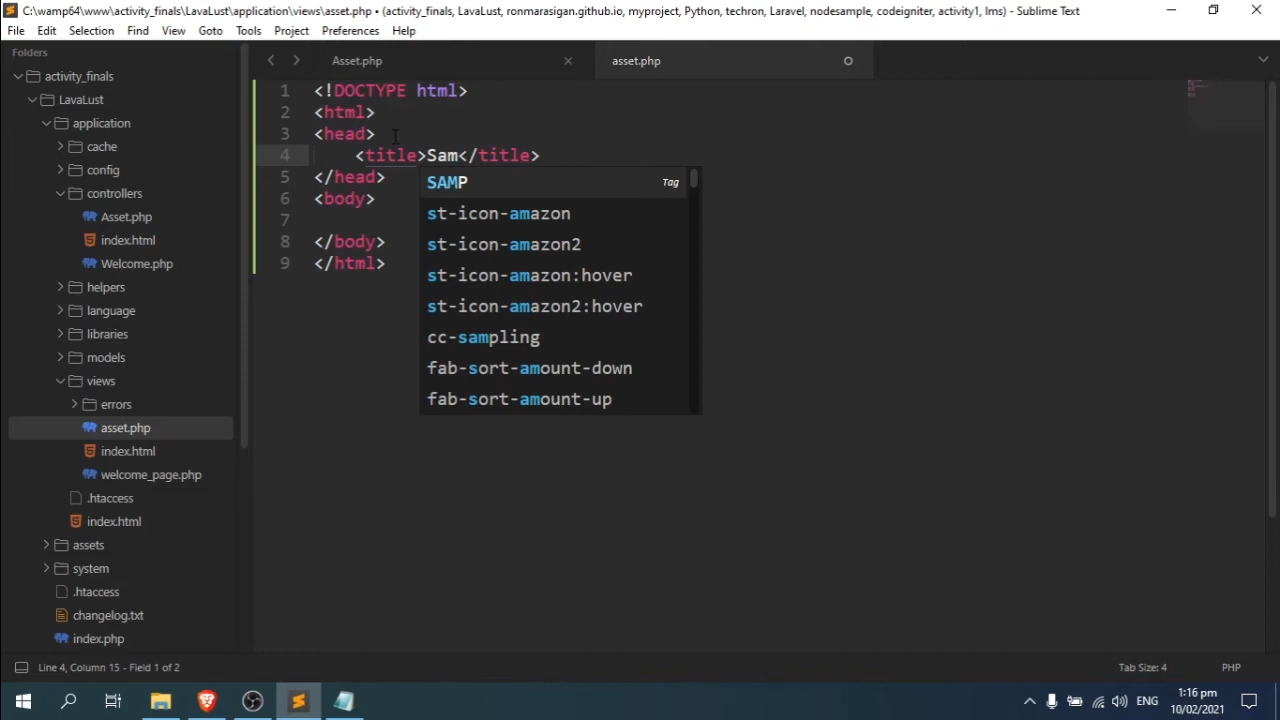 C:\wamp64\www\activity_finals\LavaLust\application\views\asset.php • (activity_finals, LavaLust, ronmarasigan.github.io, myproject, Python, techron, Laravel, nodesample, codeigniter, activity1, lms) - Sublime Text
File Edit Selection Find View Goto Tools Project Preferences Help
Folders
activity_finals
LavaLust
application
cache
config
controllers
Asset.php
index.html
Welcome.php
helpers
language
libraries
models
views
errors
asset.php
index.html
welcome_page.php
.htaccess
index.html
assets
system
.htaccess
changelog.txt
index.php
Asset.php
asset.php
1 <!DOCTYPE html>
2 <html>
3 <head>
4 <title>Sam</title>
5 </head>
6 <body>
7
8 </body>
9 </html>
SAMP Tag
st-icon-amazon
st-icon-amazon2
st-icon-amazon:hover
st-icon-amazon2:hover
cc-sampling
fab-sort-amount-down
fab-sort-amount-up
Line 4, Column 15 - Field 1 of 2
Tab Size: 4
PHP
ENG
1:16 pm
10/02/2021